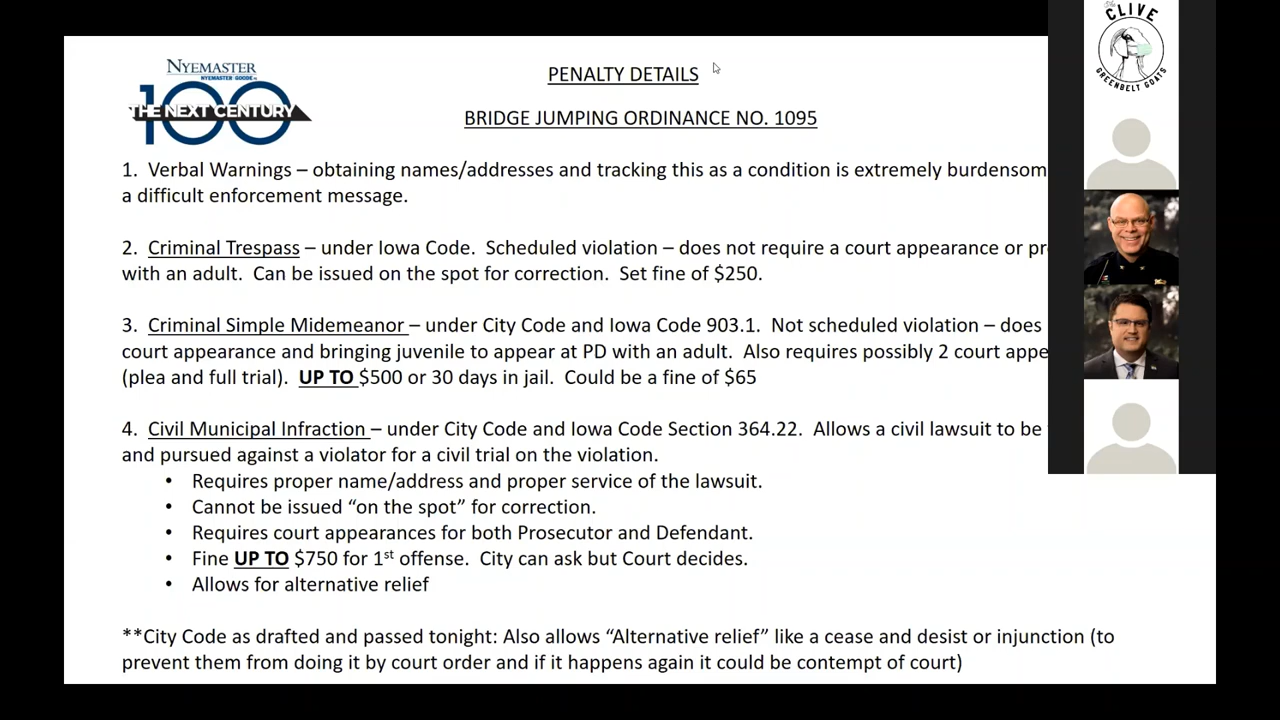 NYEMASTER
NYEMASTER GOODE PC
100
THE NEXT CENTURY
PENALTY DETAILS
BRIDGE JUMPING ORDINANCE NO. 1095
1. Verbal Warnings – obtaining names/addresses and tracking this as a condition is extremely burdensom
a difficult enforcement message.
2. Criminal Trespass – under Iowa Code. Scheduled violation – does not require a court appearance or pr
with an adult. Can be issued on the spot for correction. Set fine of $250.
3. Criminal Simple Midemeanor – under City Code and Iowa Code 903.1. Not scheduled violation – does
court appearance and bringing juvenile to appear at PD with an adult. Also requires possibly 2 court appe
(plea and full trial). UP TO $500 or 30 days in jail. Could be a fine of $65
4. Civil Municipal Infraction – under City Code and Iowa Code Section 364.22. Allows a civil lawsuit to be
and pursued against a violator for a civil trial on the violation.
• Requires proper name/address and proper service of the lawsuit.
• Cannot be issued “on the spot” for correction.
• Requires court appearances for both Prosecutor and Defendant.
• Fine UP TO $750 for 1st offense. City can ask but Court decides.
• Allows for alternative relief
**City Code as drafted and passed tonight: Also allows “Alternative relief” like a cease and desist or injunction (to
prevent them from doing it by court order and if it happens again it could be contempt of court)
The
CLIVE
GREENBELT GOATS